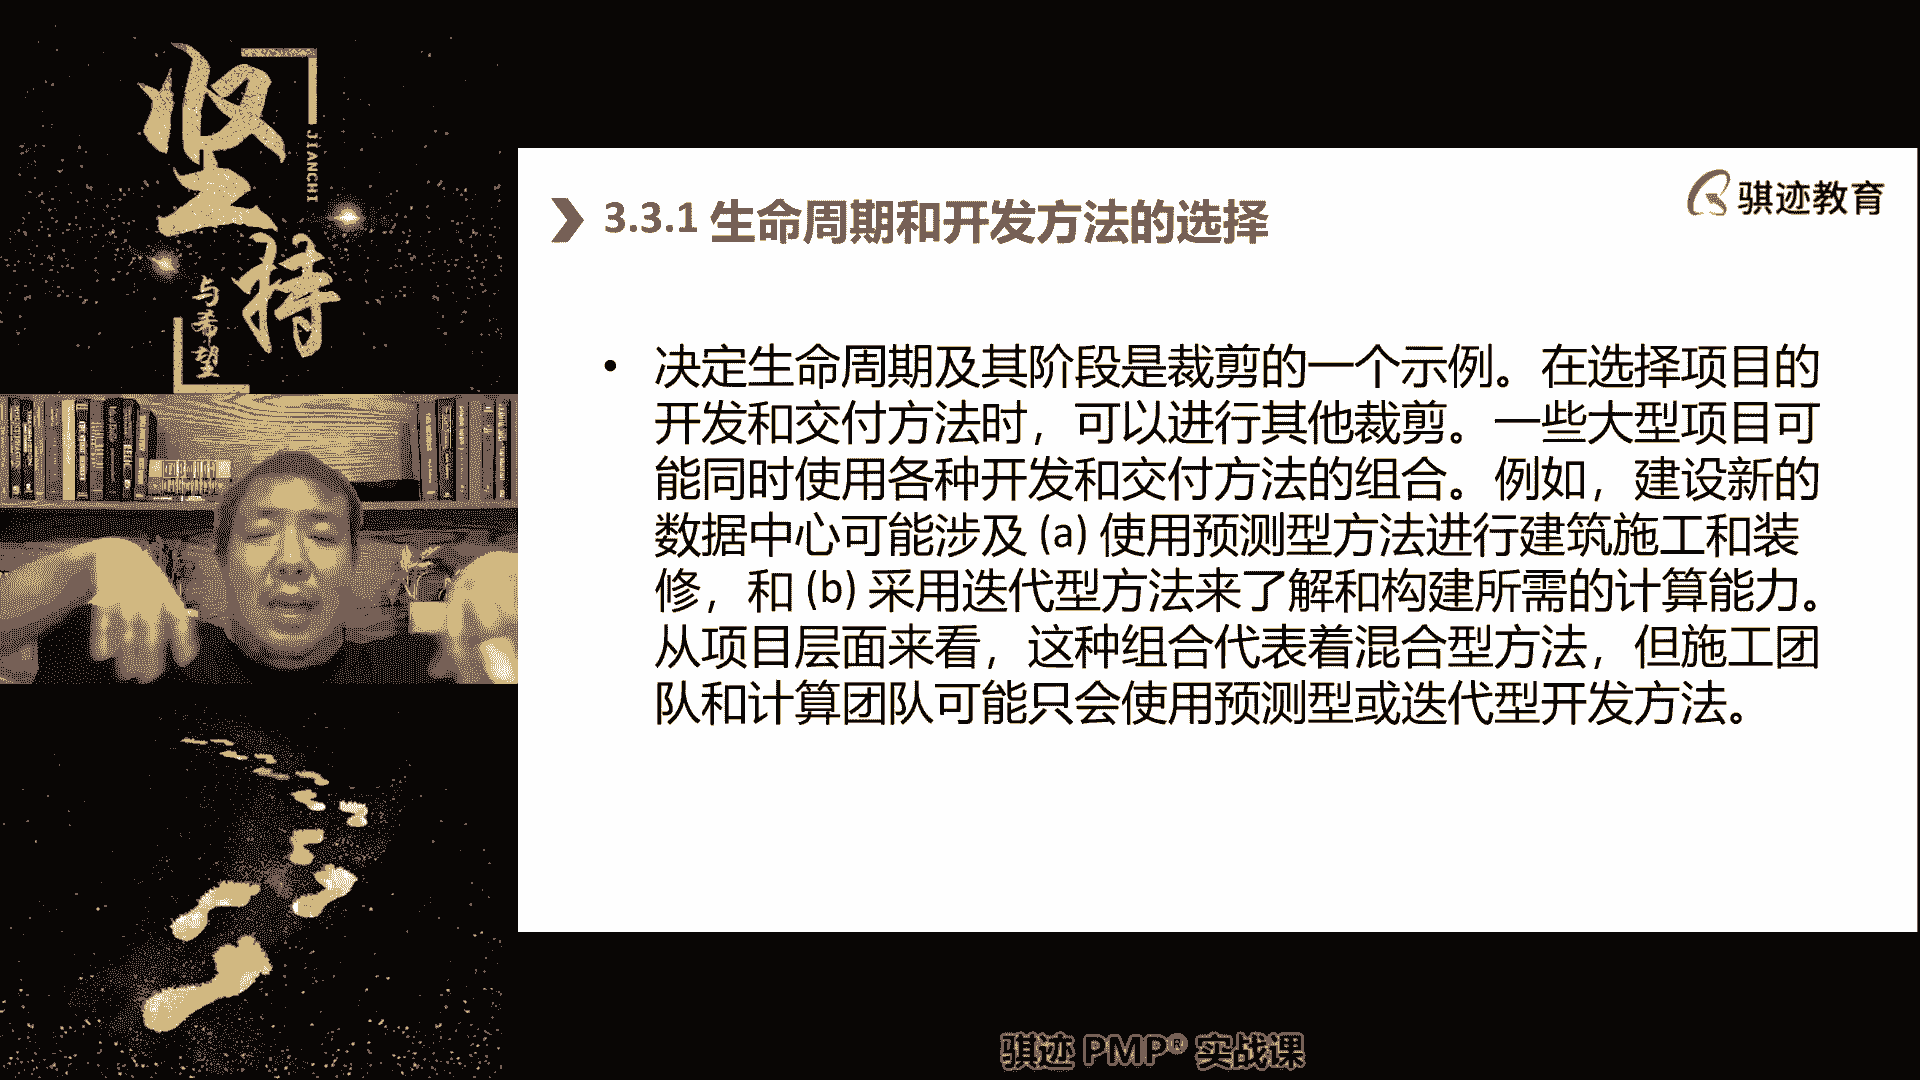 坚持
JIANCHI
与希望
骐迹教育
3.3.1 生命周期和开发方法的选择
• 决定生命周期及其阶段是裁剪的一个示例。在选择项目的
开发和交付方法时，可以进行其他裁剪。一些大型项目可
能同时使用各种开发和交付方法的组合。例如，建设新的
数据中心可能涉及 (a) 使用预测型方法进行建筑施工和装
修，和 (b) 采用迭代型方法来了解和构建所需的计算能力。
从项目层面来看，这种组合代表着混合型方法，但施工团
队和计算团队可能只会使用预测型或迭代型开发方法。
骐迹 PMP® 实战课